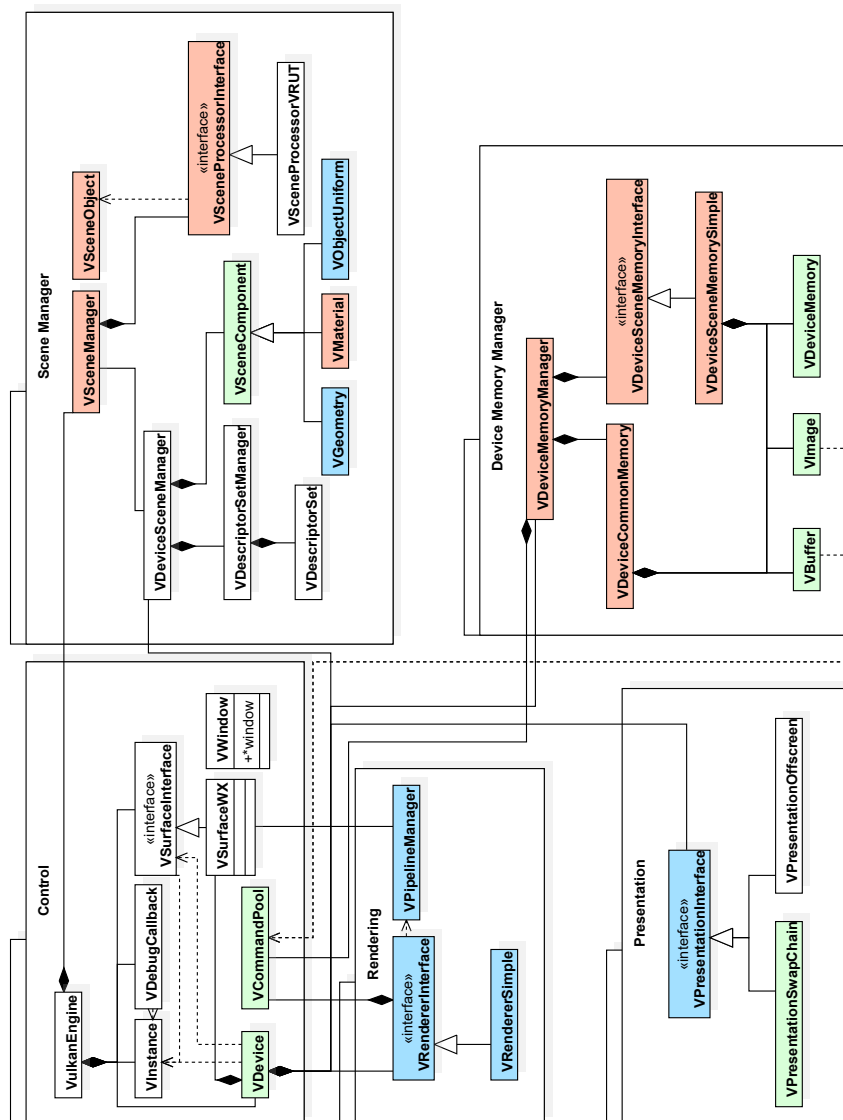 Control
VulkanEngine
VInstance
VDebugCallback
«interface»
VSurfaceInterface
VDevice
VCommandPool
VSurfaceWX
VWindow
+*window
Scene Manager
VSceneManager
VSceneObject
«interface»
VSceneProcessorInterface
VSceneProcessorVRUT
VDeviceSceneManager
VDescriptorSetManager
VDescriptorSet
VSceneComponent
VGeometry
VMaterial
VObjectUniform
Rendering
«interface»
VRendererInterface
VPipelineManager
VRendererSimple
Device Memory Manager
VDeviceMemoryManager
VDeviceCommonMemory
«interface»
VDeviceSceneMemoryInterface
VDeviceSceneMemorySimple
VBuffer
VImage
VDeviceMemory
Presentation
«interface»
VPresentationInterface
VPresentationSwapChain
VPresentationOffscreen